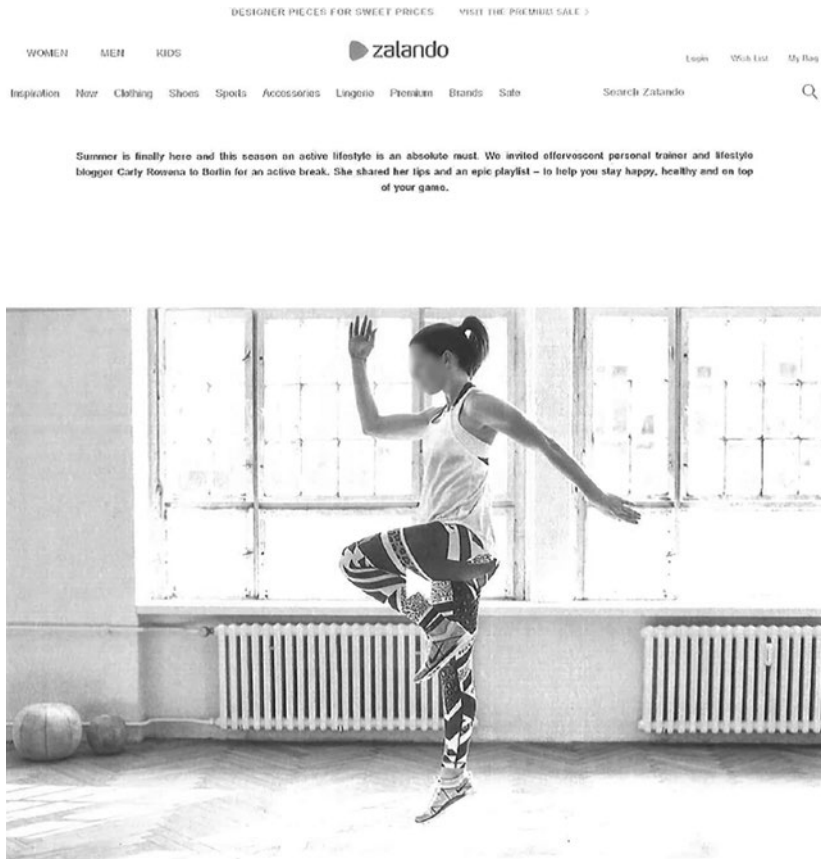 DESIGNER PIECES FOR SWEET PRICES VISIT THE PREMIUM SALE >
WOMEN MEN KIDS zalando Login Wish List My Bag
Inspiration New Clothing Shoes Sports Accessories Lingerie Premium Brands Sale Search Zalando
Summer is finally here and this season an active lifestyle is an absolute must. We invited effervescent personal trainer and lifestyle
blogger Carly Rowena to Berlin for an active break. She shared her tips and an epic playlist – to help you stay happy, healthy and on top
of your game.